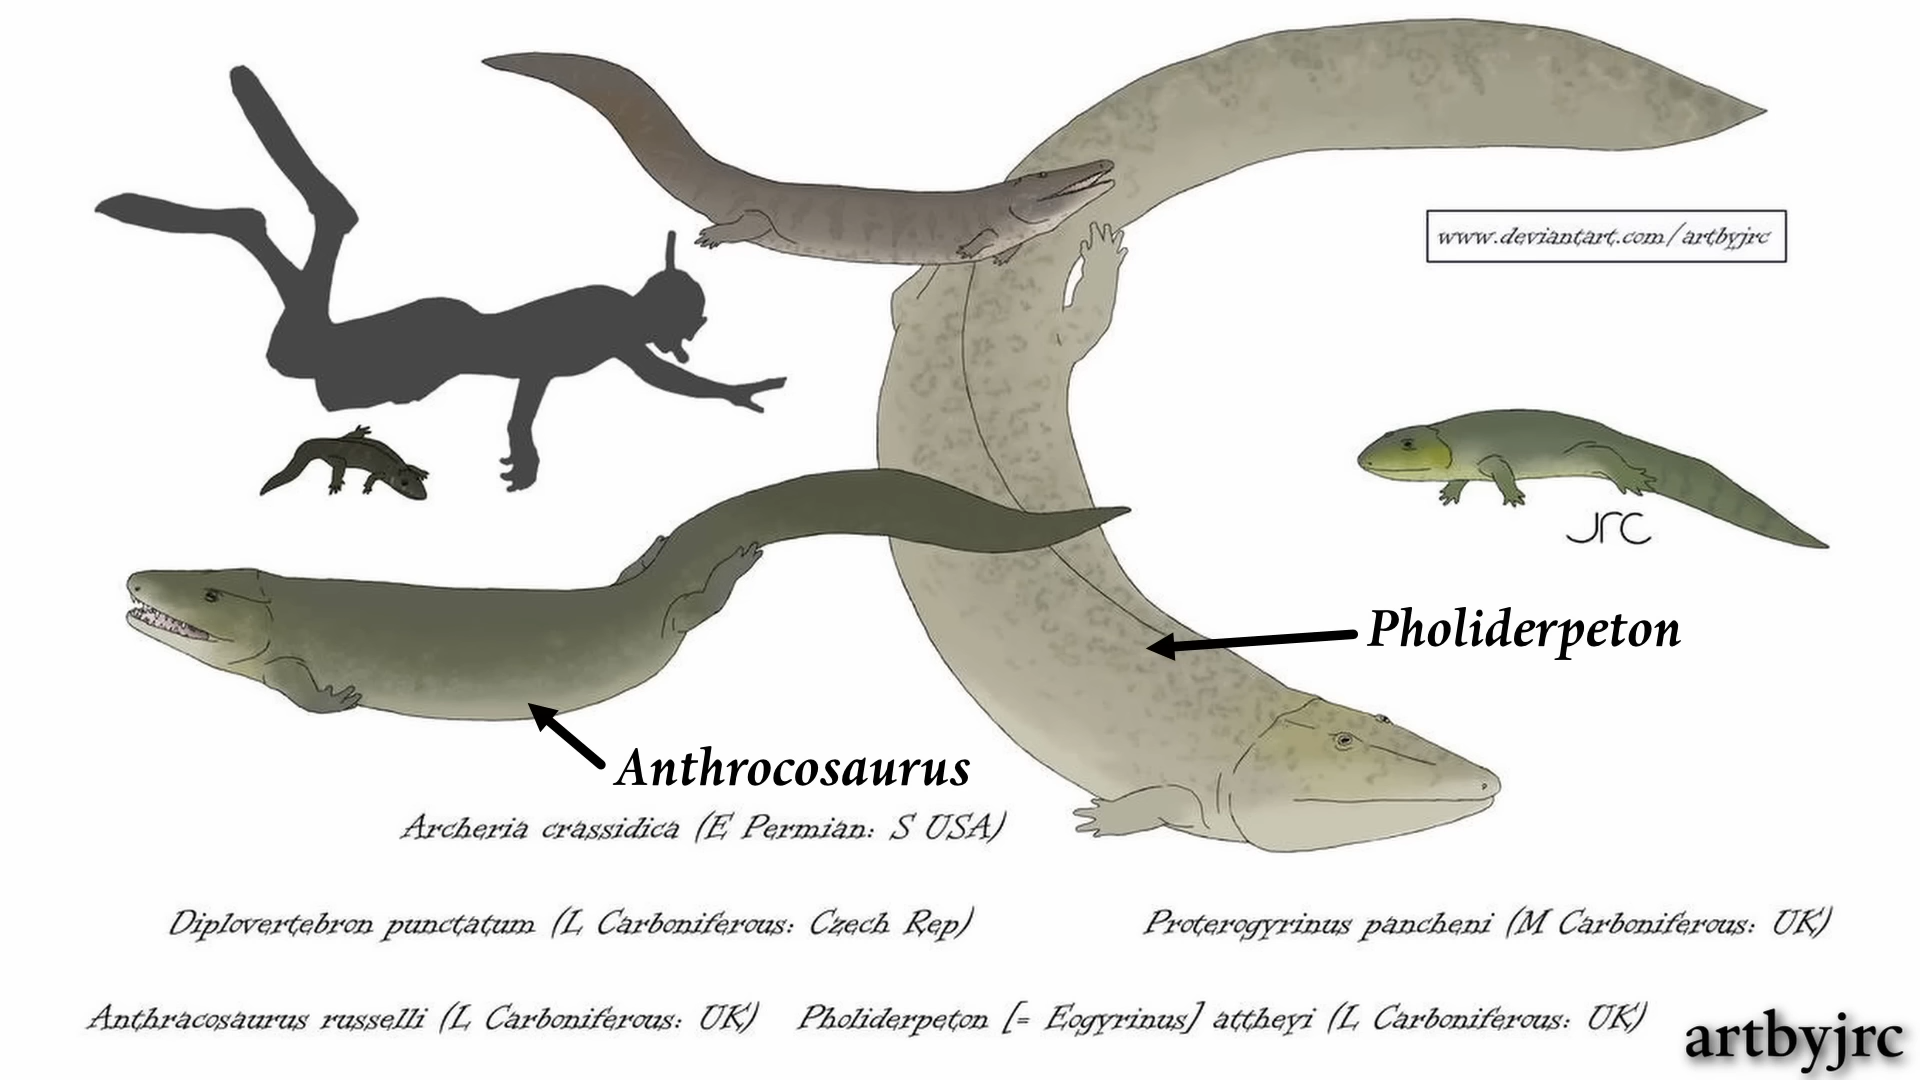 www.deviantart.com/artbyjrc
jrc
Pholiderpeton
Anthrocosaurus
Archeria crassidica (E Permian: S USA)
Diplovertebron punctatum (L Carboniferous: Czech Rep)
Proterogyrinus pancheni (M Carboniferous: UK)
Anthracosaurus russelli (L Carboniferous: UK)
Pholiderpeton [= Eogyrinus] attheyi (L Carboniferous: UK)
artbyjrc